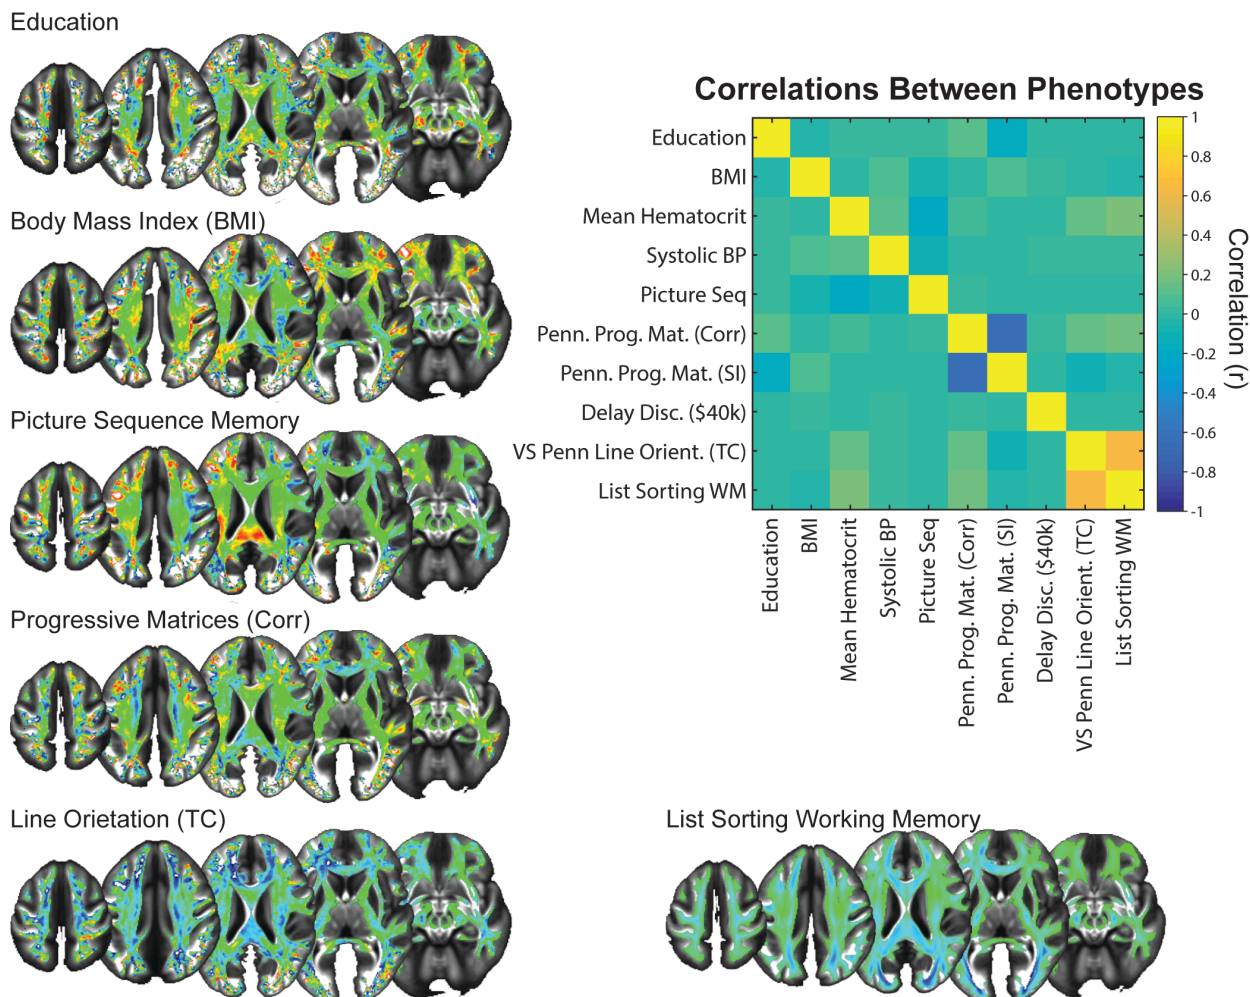 Education
Body Mass Index (BMI)
Picture Sequence Memory
Progressive Matrices (Corr)
Line Orietation (TC)
Correlations Between Phenotypes
Education
BMI
Mean Hematocrit
Systolic BP
Picture Seq
Penn. Prog. Mat. (Corr)
Penn. Prog. Mat. (SI)
Delay Disc. ($40k)
VS Penn Line Orient. (TC)
List Sorting WM
Education
BMI
Mean Hematocrit
Systolic BP
Picture Seq
Penn. Prog. Mat. (Corr)
Penn. Prog. Mat. (SI)
Delay Disc. ($40k)
VS Penn Line Orient. (TC)
List Sorting WM
1
0.8
0.6
0.4
0.2
0
-0.2
-0.4
-0.6
-0.8
-1
Correlation (r)
List Sorting Working Memory